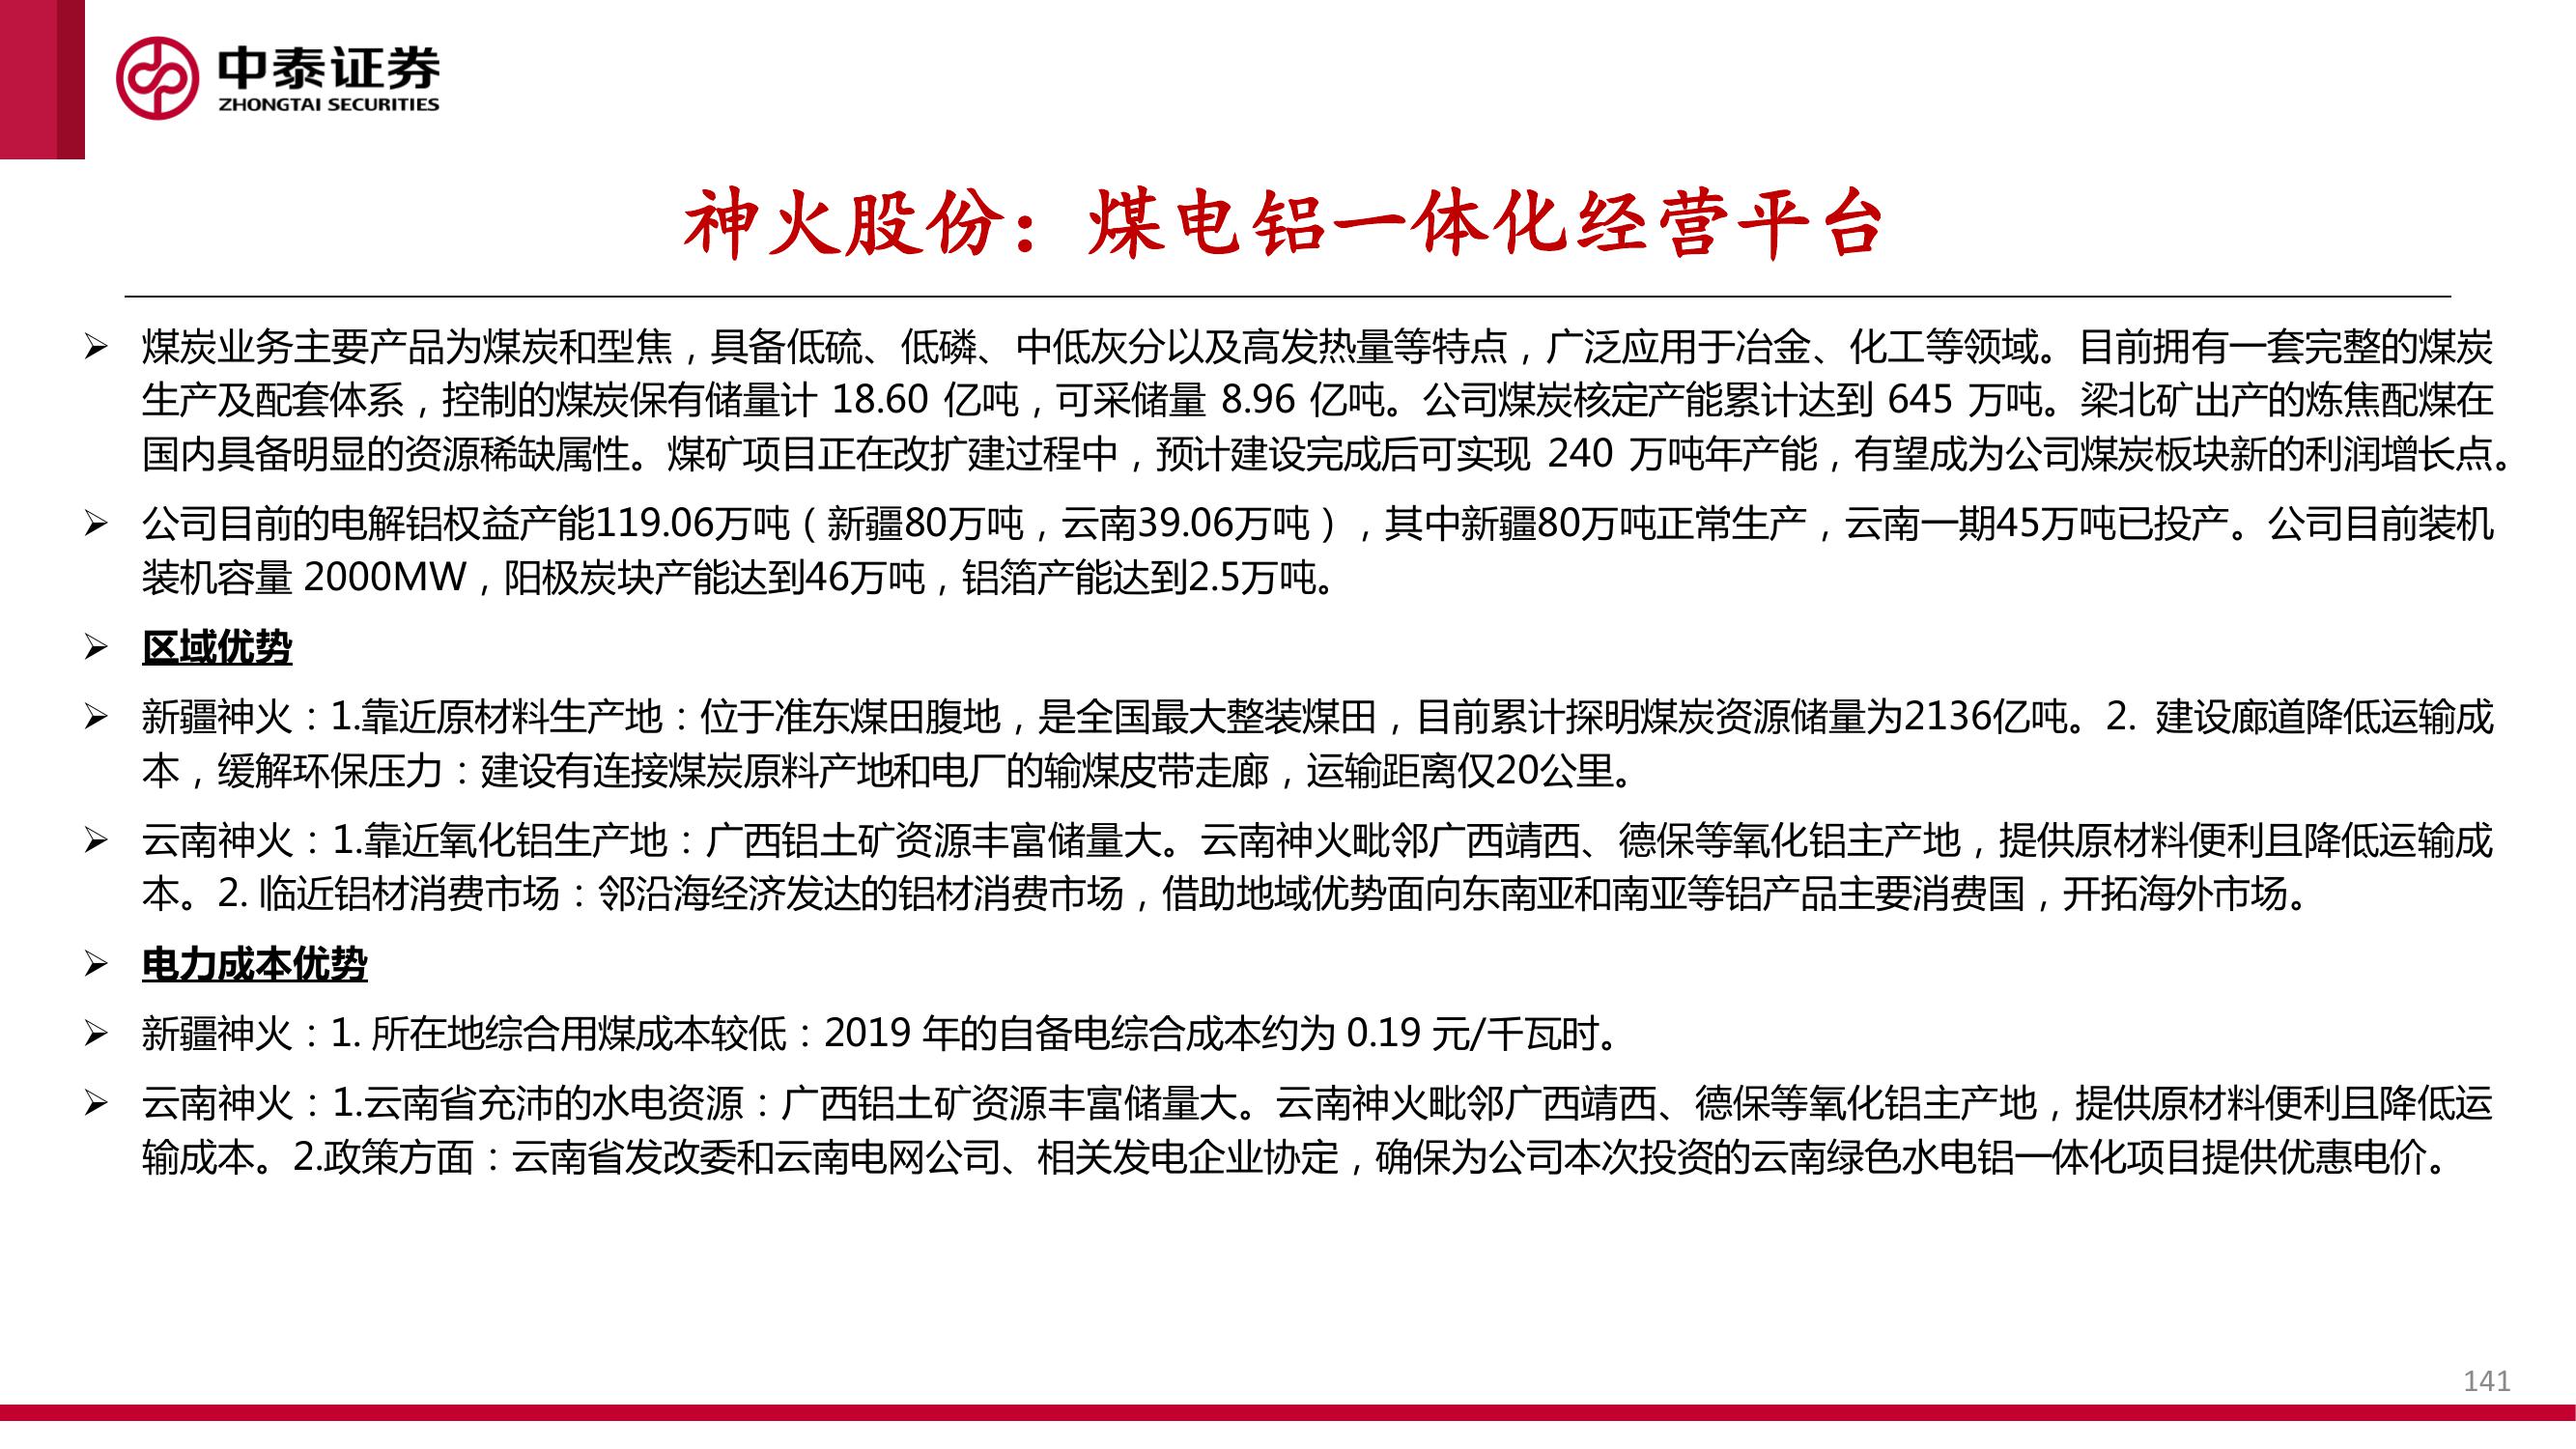 中泰证券
ZHONGTAI SECURITIES
神火股份：煤电铝一体化经营平台
煤炭业务主要产品为煤炭和型焦，具备低硫、低磷、中低灰分以及高发热量等特点，广泛应用于冶金、化工等领域。目前拥有一套完整的煤炭
生产及配套体系，控制的煤炭保有储量计 18.60 亿吨，可采储量 8.96 亿吨。公司煤炭核定产能累计达到 645 万吨。梁北矿出产的炼焦配煤在
国内具备明显的资源稀缺属性。煤矿项目正在改扩建过程中，预计建设完成后可实现 240 万吨年产能，有望成为公司煤炭板块新的利润增长点。
公司目前的电解铝权益产能119.06万吨（新疆80万吨，云南39.06万吨），其中新疆80万吨正常生产，云南一期45万吨已投产。公司目前装机
装机容量 2000MW，阳极炭块产能达到46万吨，铝箔产能达到2.5万吨。
区域优势
新疆神火：1.靠近原材料生产地：位于准东煤田腹地，是全国最大整装煤田，目前累计探明煤炭资源储量为2136亿吨。2. 建设廊道降低运输成
本，缓解环保压力：建设有连接煤炭原料产地和电厂的输煤皮带走廊，运输距离仅20公里。
云南神火：1.靠近氧化铝生产地：广西铝土矿资源丰富储量大。云南神火毗邻广西靖西、德保等氧化铝主产地，提供原材料便利且降低运输成
本。2. 临近铝材消费市场：邻沿海经济发达的铝材消费市场，借助地域优势面向东南亚和南亚等铝产品主要消费国，开拓海外市场。
电力成本优势
新疆神火：1. 所在地综合用煤成本较低：2019 年的自备电综合成本约为 0.19 元/千瓦时。
云南神火：1.云南省充沛的水电资源：广西铝土矿资源丰富储量大。云南神火毗邻广西靖西、德保等氧化铝主产地，提供原材料便利且降低运
输成本。2.政策方面：云南省发改委和云南电网公司、相关发电企业协定，确保为公司本次投资的云南绿色水电铝一体化项目提供优惠电价。
141